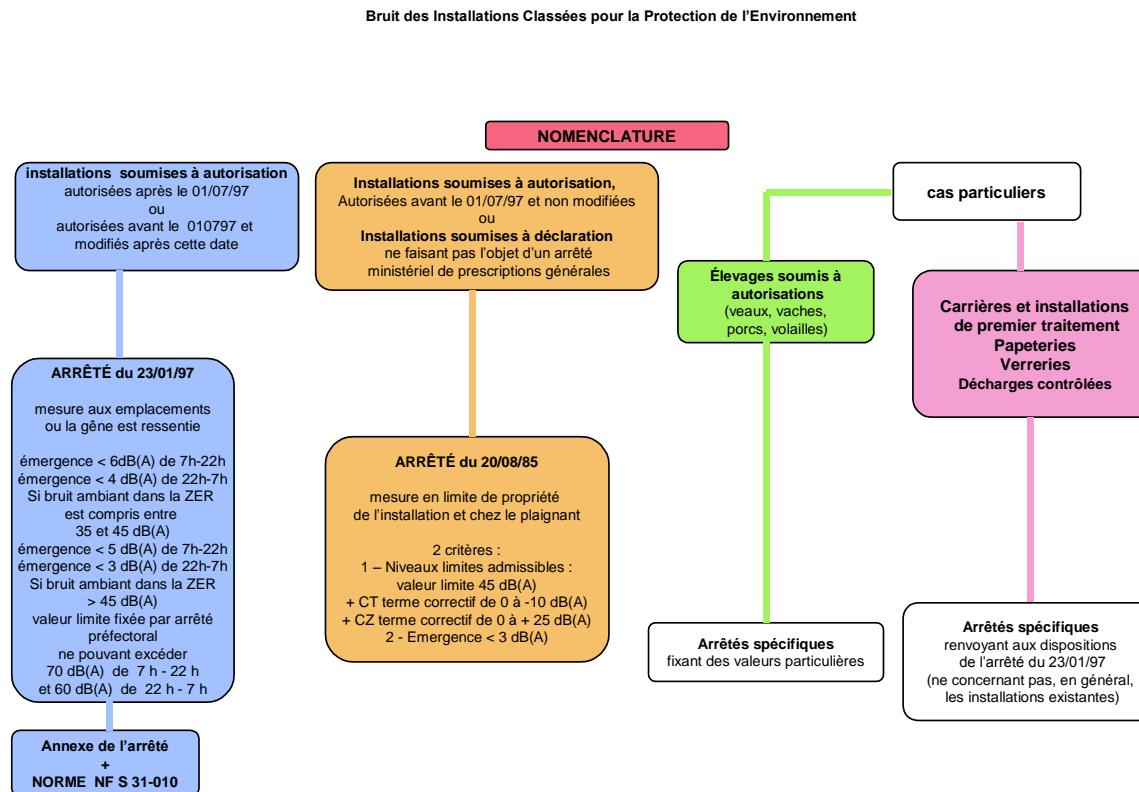 Bruit des Installations Classées pour la Protection de l'Environnement
NOMENCLATURE
installations soumises à autorisation
autorisées après le 01/07/97
ou
autorisées avant le 010797 et
modifiés après cette date
ARRÊTÉ du 23/01/97
mesure aux emplacements
ou la gêne est ressentie
émergence < 6dB(A) de 7h-22h
émergence < 4 dB(A) de 22h-7h
Si bruit ambiant dans la ZER
est compris entre
35 et 45 dB(A)
émergence < 5 dB(A) de 7h-22h
émergence < 3 dB(A) de 22h-7h
Si bruit ambiant dans la ZER
> 45 dB(A)
valeur limite fixée par arrêté
préfectoral
ne pouvant excéder
70 dB(A) de 7 h - 22 h
et 60 dB(A) de 22 h - 7 h
Annexe de l'arrêté
+
NORME NF S 31-010
Installations soumises à autorisation,
Autorisées avant le 01/07/97 et non modifiées
ou
Installations soumises à déclaration
ne faisant pas l'objet d'un arrêté
ministériel de prescriptions générales
ARRÊTÉ du 20/08/85
mesure en limite de propriété
de l'installation et chez le plaignant
2 critères :
1 – Niveaux limites admissibles :
valeur limite 45 dB(A)
+ CT terme correctif de 0 à -10 dB(A)
+ CZ terme correctif de 0 à + 25 dB(A)
2 - Emergence < 3 dB(A)
cas particuliers
Élevages soumis à
autorisations
(veaux, vaches,
porcs, volailles)
Arrêtés spécifiques
fixant des valeurs particulières
Carrières et installations
de premier traitement
Papeteries
Verreries
Décharges contrôlées
Arrêtés spécifiques
renvoyant aux dispositions
de l'arrêté du 23/01/97
(ne concernant pas, en général,
les installations existantes)